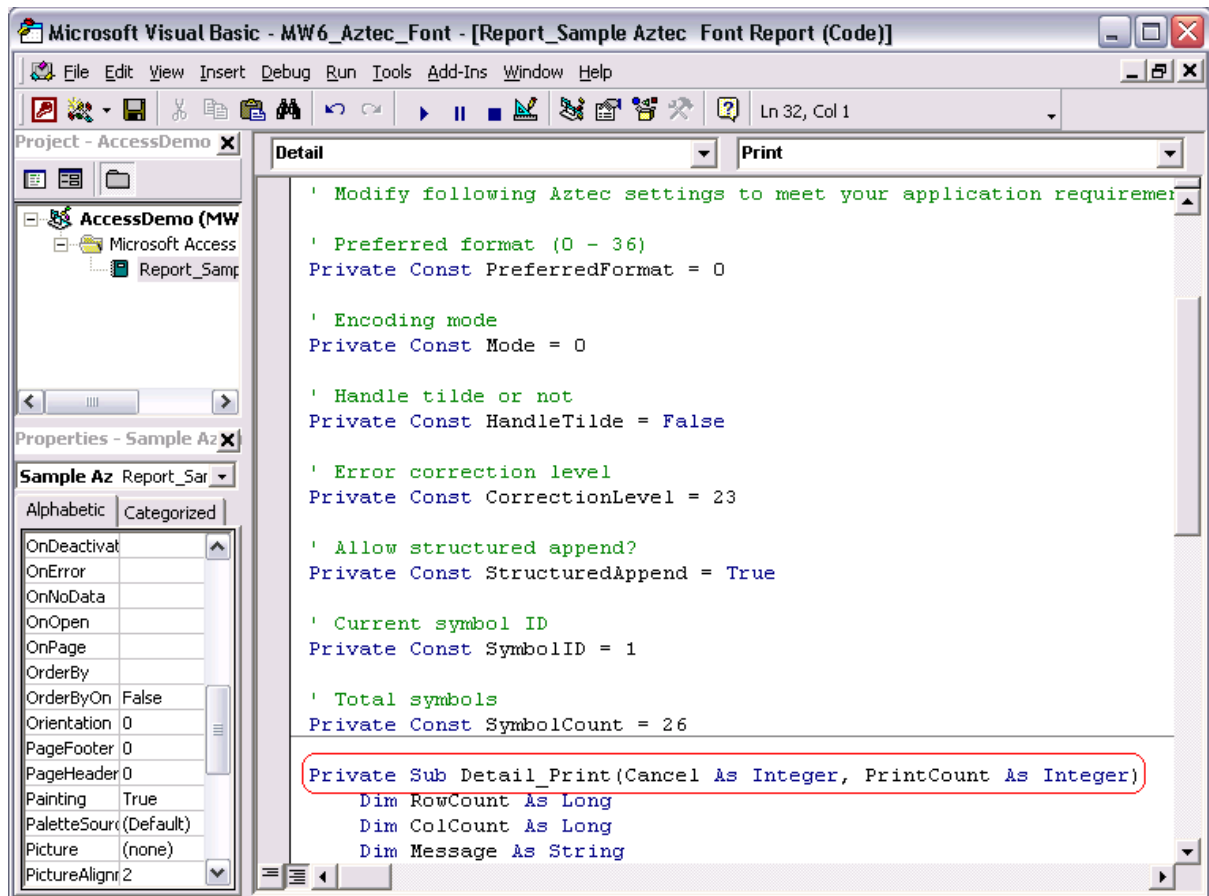 Microsoft Visual Basic - MW6_Aztec_Font - [Report_Sample Aztec Font Report (Code)]
File Edit View Insert Debug Run Tools Add-Ins Window Help
Ln 32, Col 1
Project - AccessDemo
AccessDemo (MW
Microsoft Access
Report_Samp
Properties - Sample Az
Sample Az Report_Sar
Alphabetic Categorized
OnDeactivat
OnError
OnNoData
OnOpen
OnPage
OrderBy
OrderByOn False
Orientation 0
PageFooter 0
PageHeader 0
Painting True
PaletteSour (Default)
Picture (none)
PictureAlignr 2
Detail Print
' Modify following Aztec settings to meet your application requiremen
' Preferred format (0 - 36)
Private Const PreferredFormat = 0
' Encoding mode
Private Const Mode = 0
' Handle tilde or not
Private Const HandleTilde = False
' Error correction level
Private Const CorrectionLevel = 23
' Allow structured append?
Private Const StructuredAppend = True
' Current symbol ID
Private Const SymbolID = 1
' Total symbols
Private Const SymbolCount = 26
Private Sub Detail_Print(Cancel As Integer, PrintCount As Integer)
Dim RowCount As Long
Dim ColCount As Long
Dim Message As String